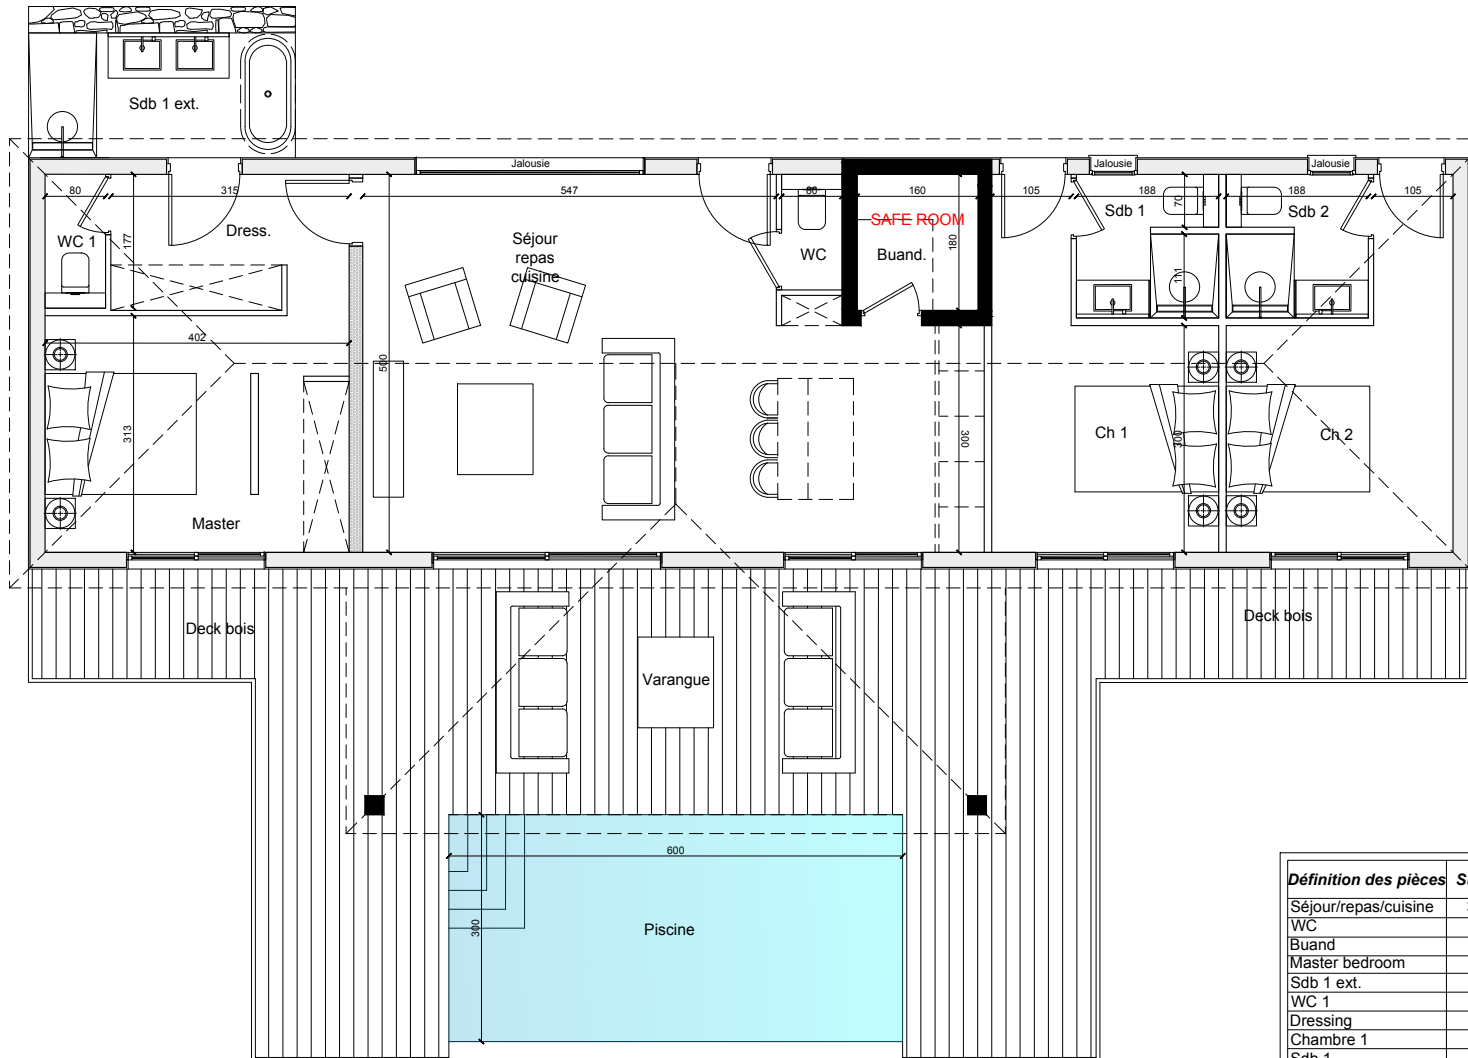 Sdb 1 ext.
Jalousie
Jalousie
Jalousie
80
315
547
80
160
105
188
188
105
WC 1
177
Dress.
Séjour
repas
cuisine
WC
SAFE ROOM
Buand.
180
Sdb 1
70
Sdb 2
111
402
500
313
300
Ch 1
300
Ch 2
Master
Deck bois
Varangue
Deck bois
600
300
Piscine
Définition des pièces
Séjour/repas/cuisine
WC
Buand
Master bedroom
Sdb 1 ext.
WC 1
Dressing
Chambre 1
Sdb 1